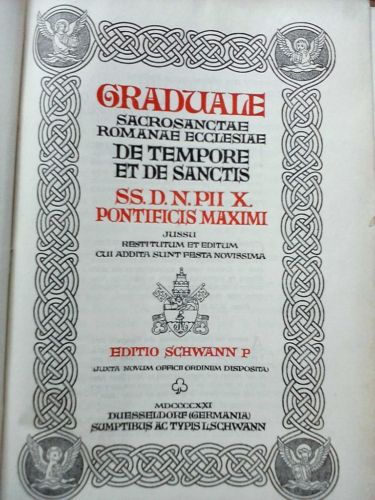 GRADUALE
SACROSANCTAE
ROMANAE ECCLESIAE
DE TEMPORE
ET DE SANCTIS
SS. D. N. PII X.
PONTIFICIS MAXIMI
JUSSU
RESTITUTUM ET EDITUM
CUI ADDITA SUNT FESTA NOVISSIMA
EDITIO SCHWANN P
(JUXTA NOVUM OFFICII ORDINEM DISPOSITA)
MDCCCCXXI
DUESSELDORF (GERMANIA)
SUMPTIBUS AC TYPIS L.SCHWANN